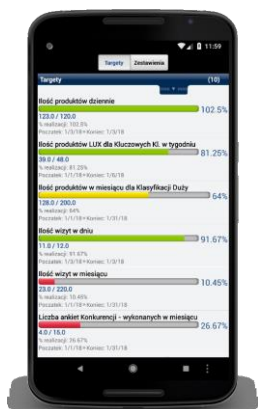 11:59
Targety Zestawienia
Targety (10)
Ilość produktów dziennie
102.5%
123.0 / 120.0
% realizacji: 102.5%
Początek: 1/3/18 • Koniec: 1/3/18
Ilość produktów LUX dla Kluczowych Kl. w tygodniu
81.25%
39.0 / 48.0
% realizacji: 81.25%
Początek: 1/1/18 • Koniec: 1/6/18
Ilość produktów w miesiącu dla Klasyfikacji Duży
64%
128.0 / 200.0
% realizacji: 64%
Początek: 1/1/18 • Koniec: 1/31/18
Ilość wizyt w dniu
91.67%
11.0 / 12.0
% realizacji: 91.67%
Początek: 1/3/18 • Koniec: 1/3/18
Ilość wizyt w miesiącu
10.45%
23.0 / 220.0
% realizacji: 10.45%
Początek: 1/1/18 • Koniec: 1/31/18
Liczba ankiet Konkurencji - wykonanych w miesiącu
26.67%
4.0 / 15.0
% realizacji: 26.67%
Początek: 1/1/18 • Koniec: 1/31/18